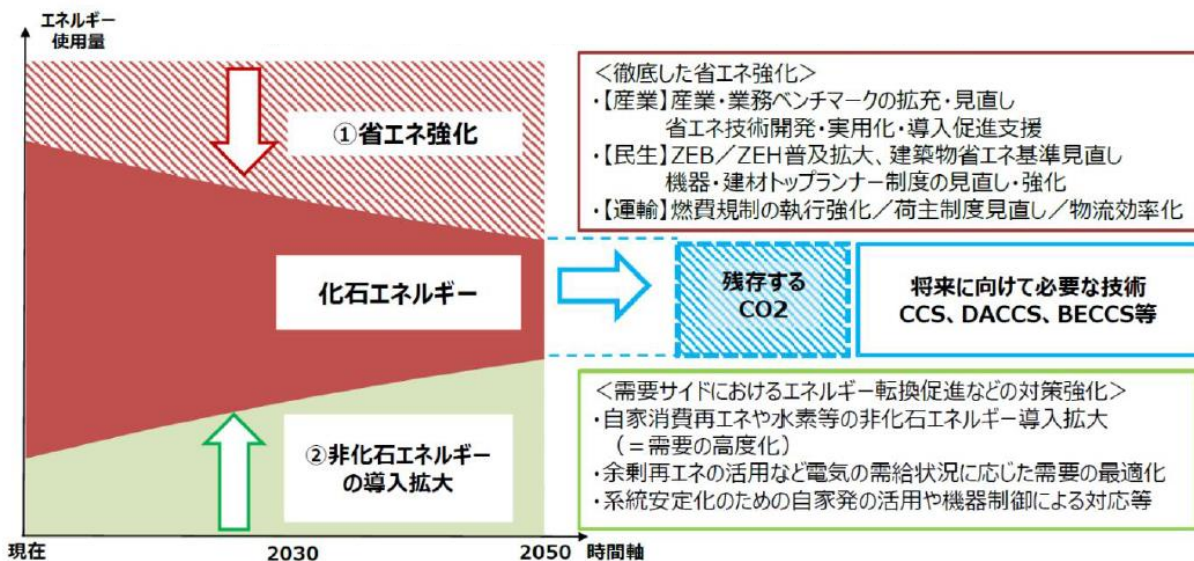 エネルギー
使用量
①省エネ強化
化石エネルギー
②非化石エネルギー
の導入拡大
現在
2030
2050
時間軸
<徹底した省エネ強化>
・【産業】産業・業務ベンチマークの拡充・見直し
省エネ技術開発・実用化・導入促進支援
・【民生】ZEB/ZEH普及拡大、建築物省エネ基準見直し
機器・建材トップランナー制度の見直し・強化
・【運輸】燃費規制の執行強化/荷主制度見直し/物流効率化
残存する
CO2
将来に向けて必要な技術
CCS、DACCS、BECCS等
<需要サイドにおけるエネルギー転換促進などの対策強化>
・自家消費再エネや水素等の非化石エネルギー導入拡大
(=需要の高度化)
・余剰再エネの活用など電気の需給状況に応じた需要の最適化
・系統安定化のための自家発の活用や機器制御による対応等